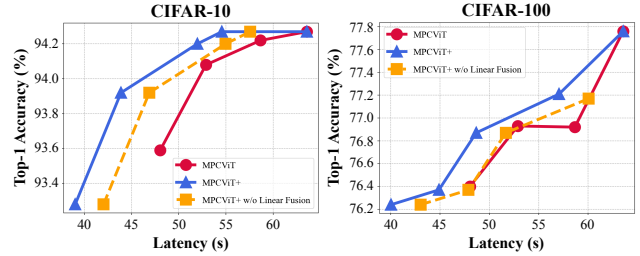 CIFAR-10
Top-1 Accuracy (%)
94.2
94.0
93.8
93.6
93.4
MPCViT
MPCViT+
MPCViT+ w/o Linear Fusion
40 45 50 55 60
Latency (s)
CIFAR-100
Top-1 Accuracy (%)
77.8
77.6
77.4
77.2
77.0
76.8
76.6
76.4
76.2
MPCViT
MPCViT+
MPCViT+ w/o Linear Fusion
40 45 50 55 60
Latency (s)